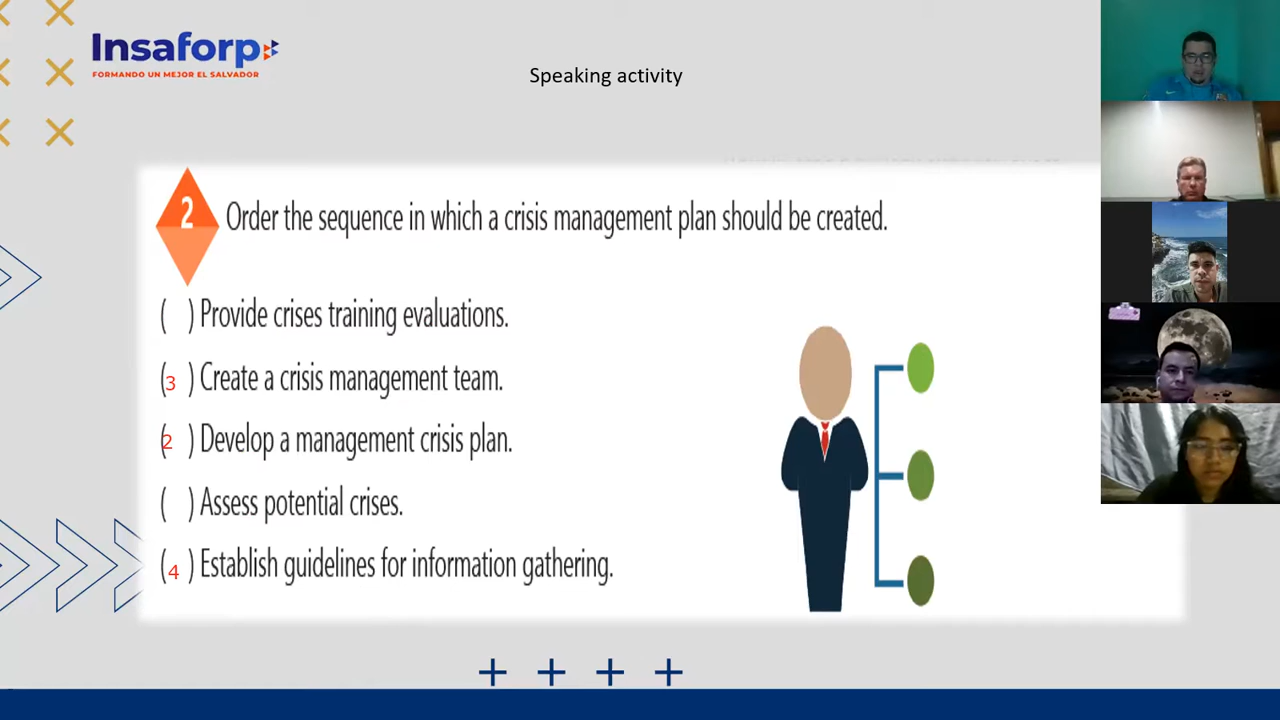 Insaforp
FORMANDO UN MEJOR EL SALVADOR
Speaking activity
2 Order the sequence in which a crisis management plan should be created.
( ) Provide crises training evaluations.
(3) Create a crisis management team.
(2) Develop a management crisis plan.
( ) Assess potential crises.
(4) Establish guidelines for information gathering.